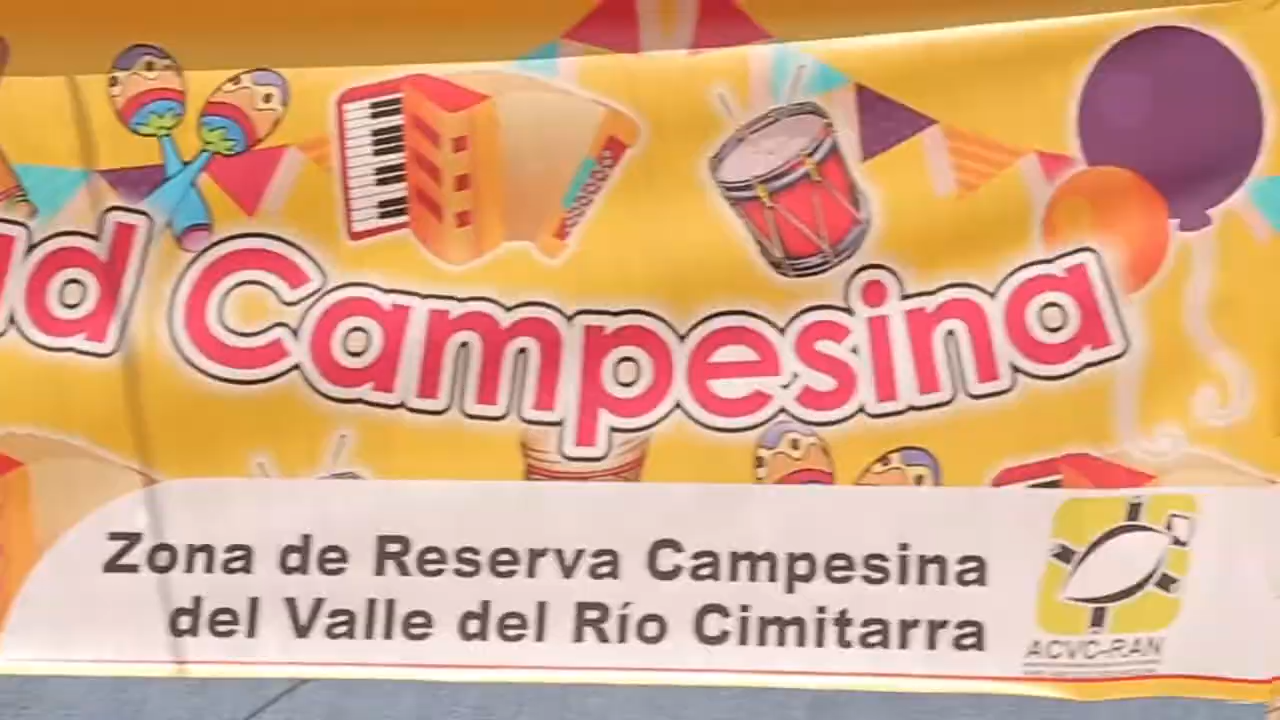 Campesina
Zona de Reserva Campesina
del Valle del Río Cimitarra
ACVC-RAN